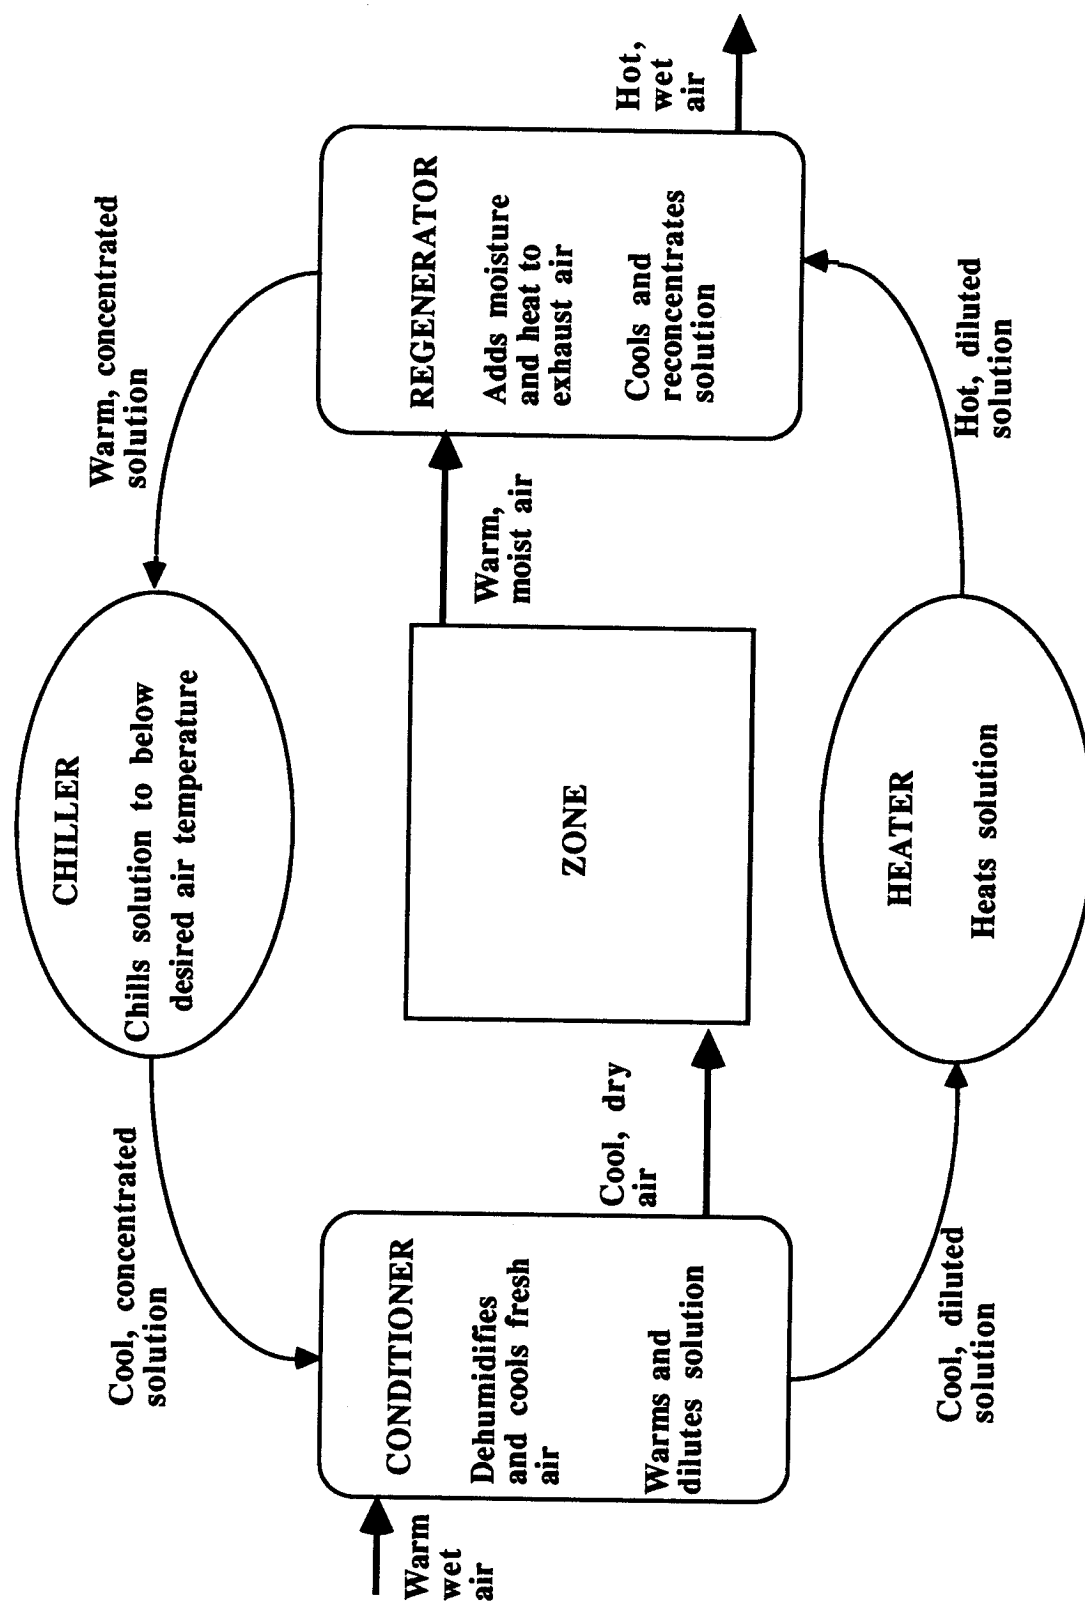 CHILLER
Chills solution to below
desired air temperature
Cool, concentrated
solution
Warm, concentrated
solution
CONDITIONER
Dehumidifies
and cools fresh
air
Warms and
dilutes solution
Warm
wet
air
Cool, dry
air
ZONE
Warm,
moist air
REGENERATOR
Adds moisture
and heat to
exhaust air
Cools and
reconcentrates
solution
Hot,
wet
air
Cool, diluted
solution
HEATER
Heats solution
Hot, diluted
solution